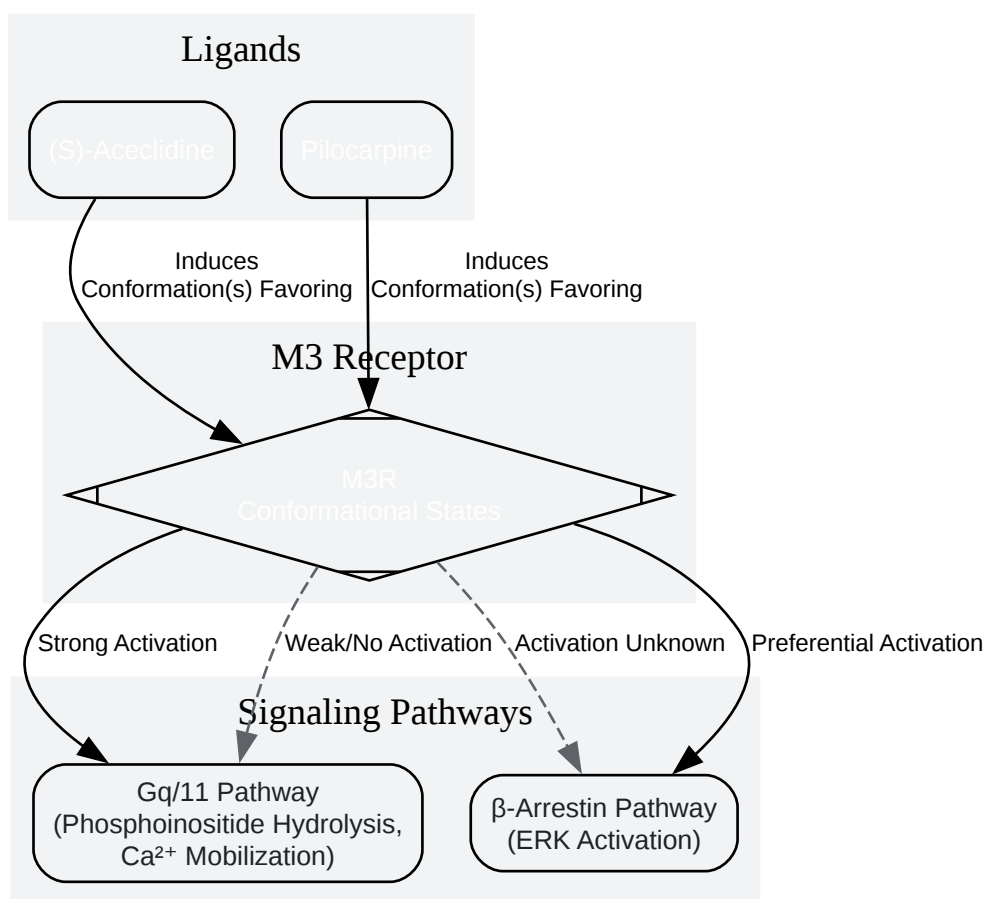 Ligands
(S)-Aceclidine
Pilocarpine
Induces
Conformation(s) Favoring
Induces
Conformation(s) Favoring
M3 Receptor
M3R
Conformational States
Strong Activation
Weak/No Activation
Activation Unknown
Preferential Activation
Signaling Pathways
Gq/11 Pathway
(Phosphoinositide Hydrolysis,
Ca²⁺ Mobilization)
β-Arrestin Pathway
(ERK Activation)